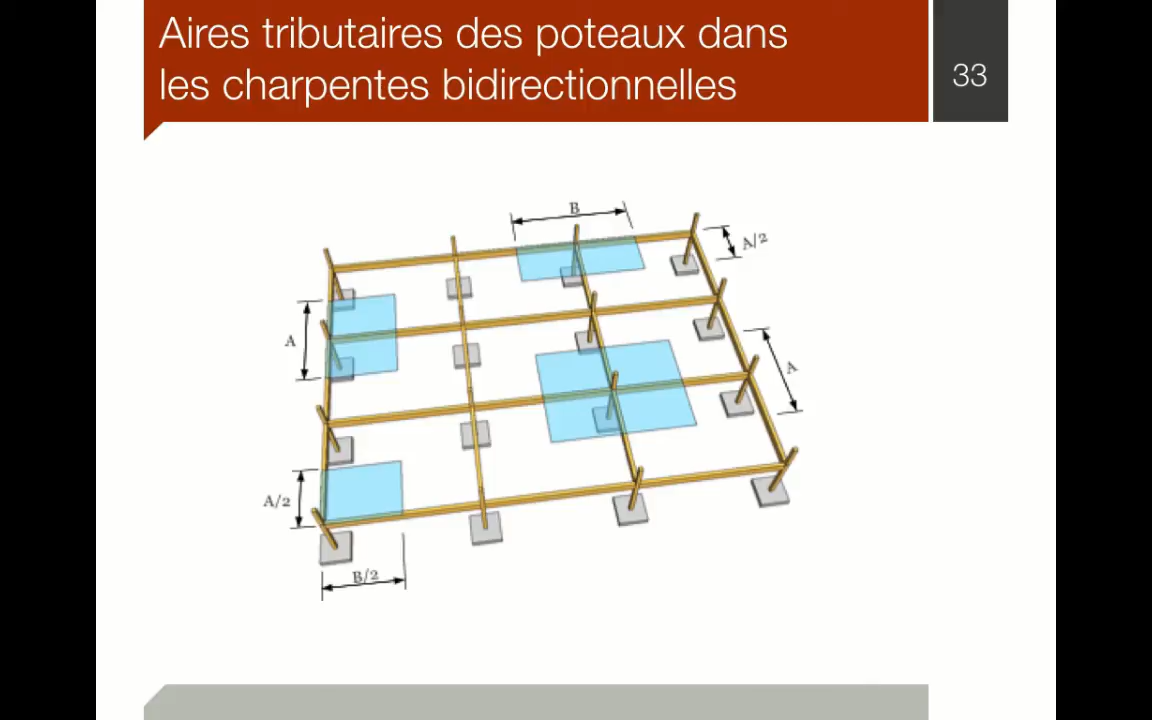 Aires tributaires des poteaux dans
les charpentes bidirectionnelles
33
B
A/2
A
A
A/2
B/2